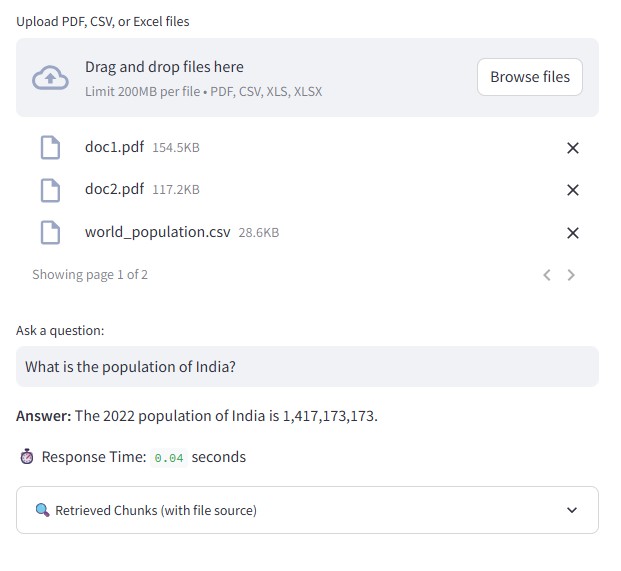 Upload PDF, CSV, or Excel files
Drag and drop files here
Limit 200MB per file • PDF, CSV, XLS, XLSX
Browse files
doc1.pdf 154.5KB
doc2.pdf 117.2KB
world_population.csv 28.6KB
Showing page 1 of 2
Ask a question:
What is the population of India?
Answer: The 2022 population of India is 1,417,173,173.
Response Time: 0.04 seconds
Retrieved Chunks (with file source)